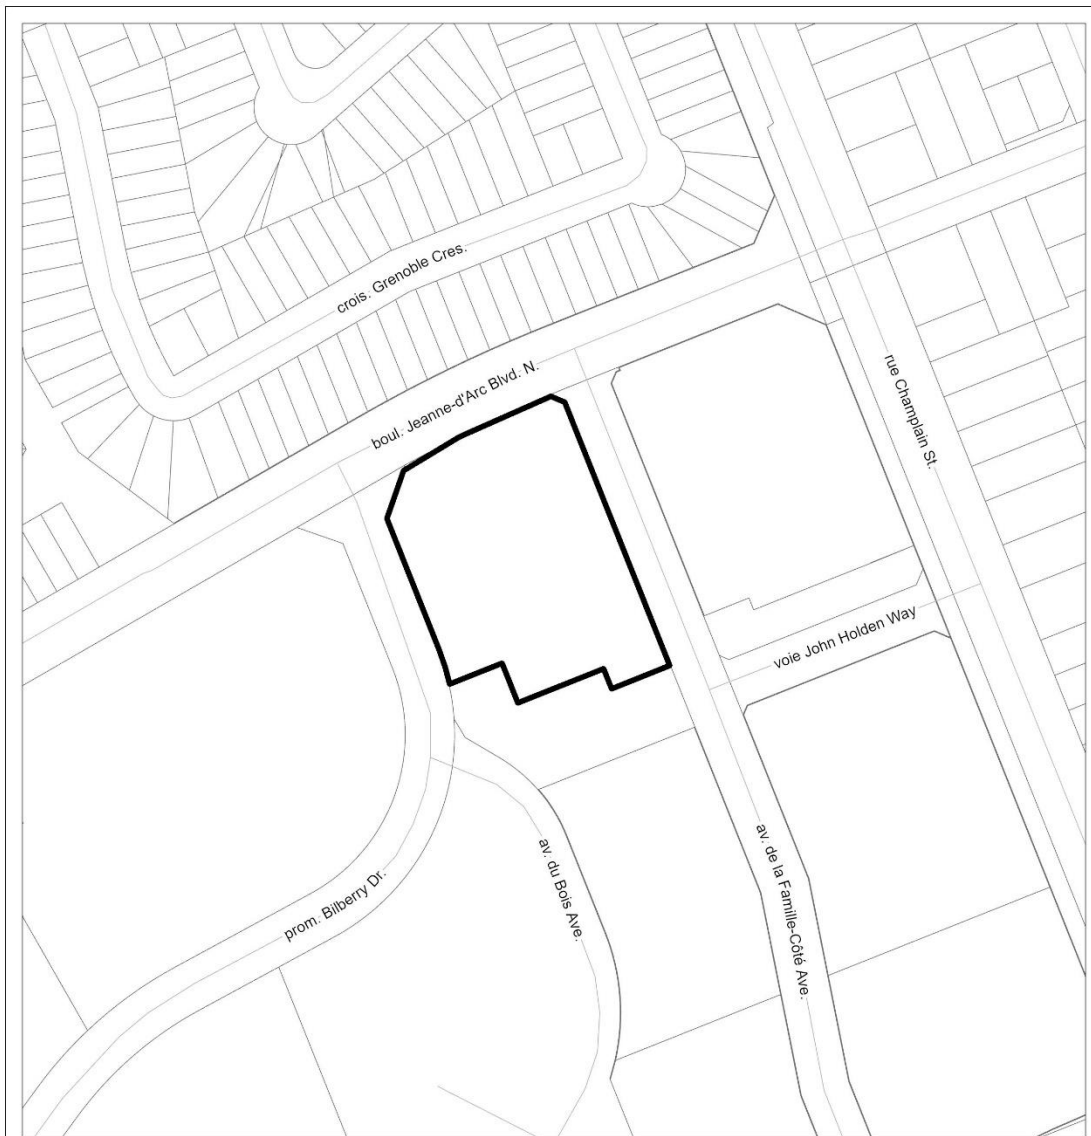 crois. Grenoble Cres.
boul. Jeanne-d'Arc Blvd. N.
rue Champlain St.
voie John Holden Way
av. de la Famille-Côté Ave.
av. du Bois Ave.
prom. Bilberry Dr.